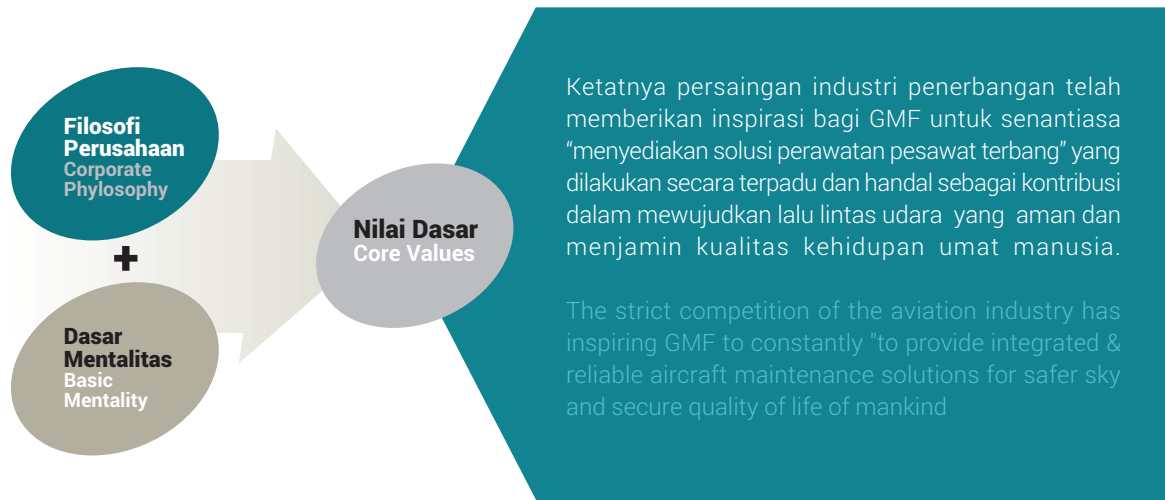 Filosofi
Perusahaan
Corporate
Phylosophy
+
Dasar
Mentalitas
Basic
Mentality
Nilai Dasar
Core Values
Ketatnya persaingan industri penerbangan telah
memberikan inspirasi bagi GMF untuk senantiasa
“menyediakan solusi perawatan pesawat terbang” yang
dilakukan secara terpadu dan handal sebagai kontribusi
dalam mewujudkan lalu lintas udara yang aman dan
menjamin kualitas kehidupan umat manusia.
The strict competition of the aviation industry has
inspiring GMF to constantly "to provide integrated &
reliable aircraft maintenance solutions for safer sky
and secure quality of life of mankind